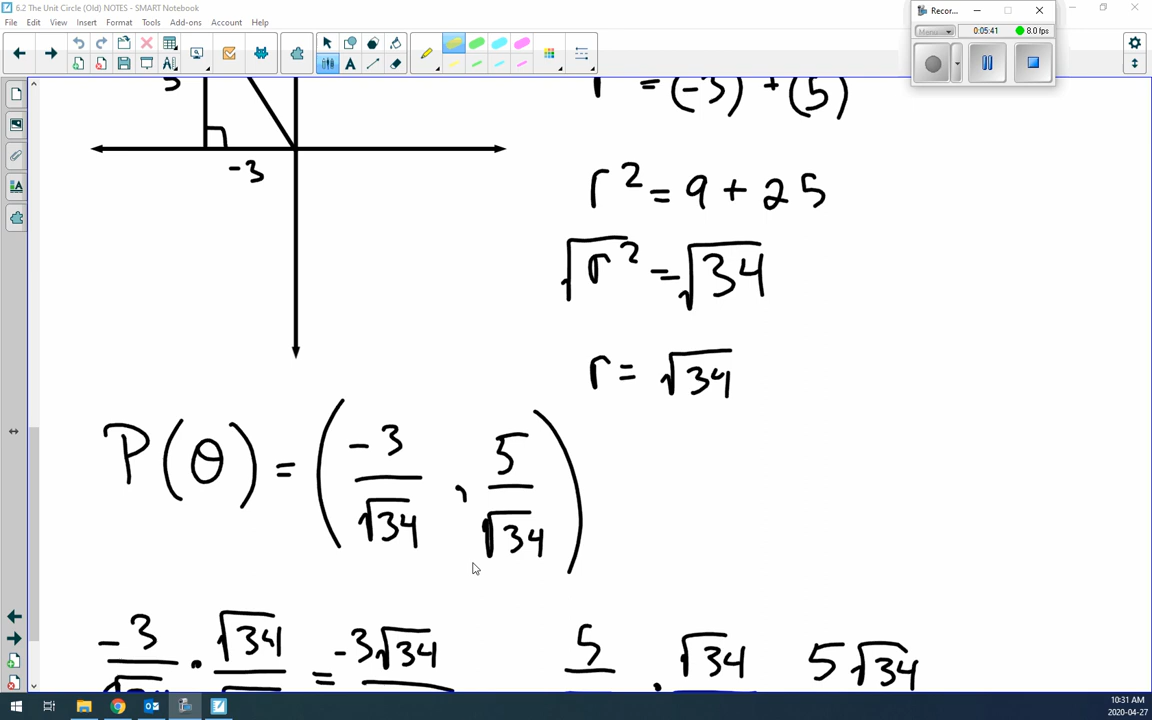 6.2 The Unit Circle (Old) NOTES - SMART Notebook
Recor...
File Edit View Insert Format Tools Add-ons Account Help
Menu
0:05:41
8.0 fps
-3
= (-3) + (5)
r² = 9 + 25
√r² = √34
r = √34
P(θ) = (-3/√34, 5/√34)
-3/√34 · √34/√34 = -3√34
5 · √34 5√34
10:31 AM
2020-04-27